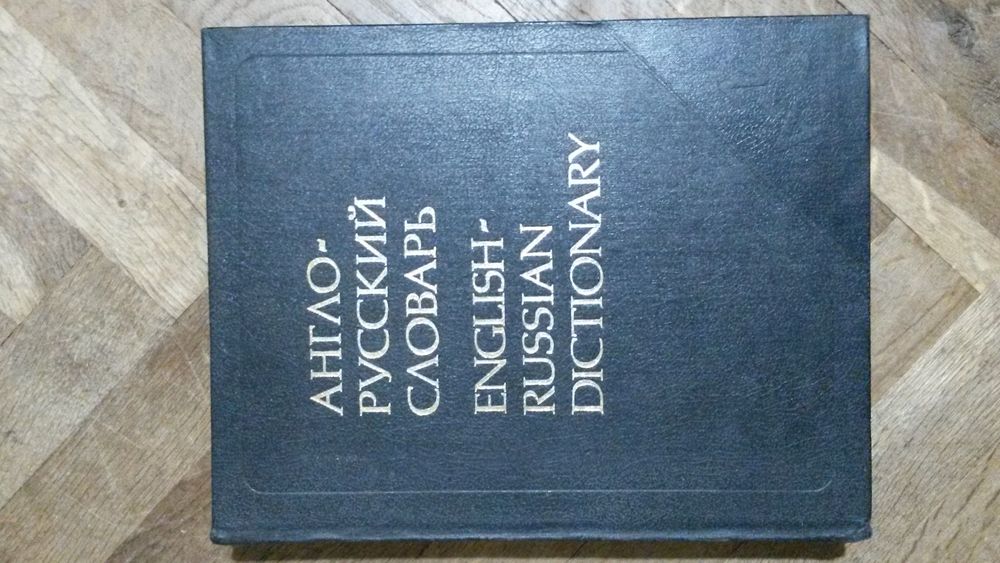 АНГЛО-
РУССКИЙ
СЛОВАРЬ
ENGLISH-
RUSSIAN
DICTIONARY